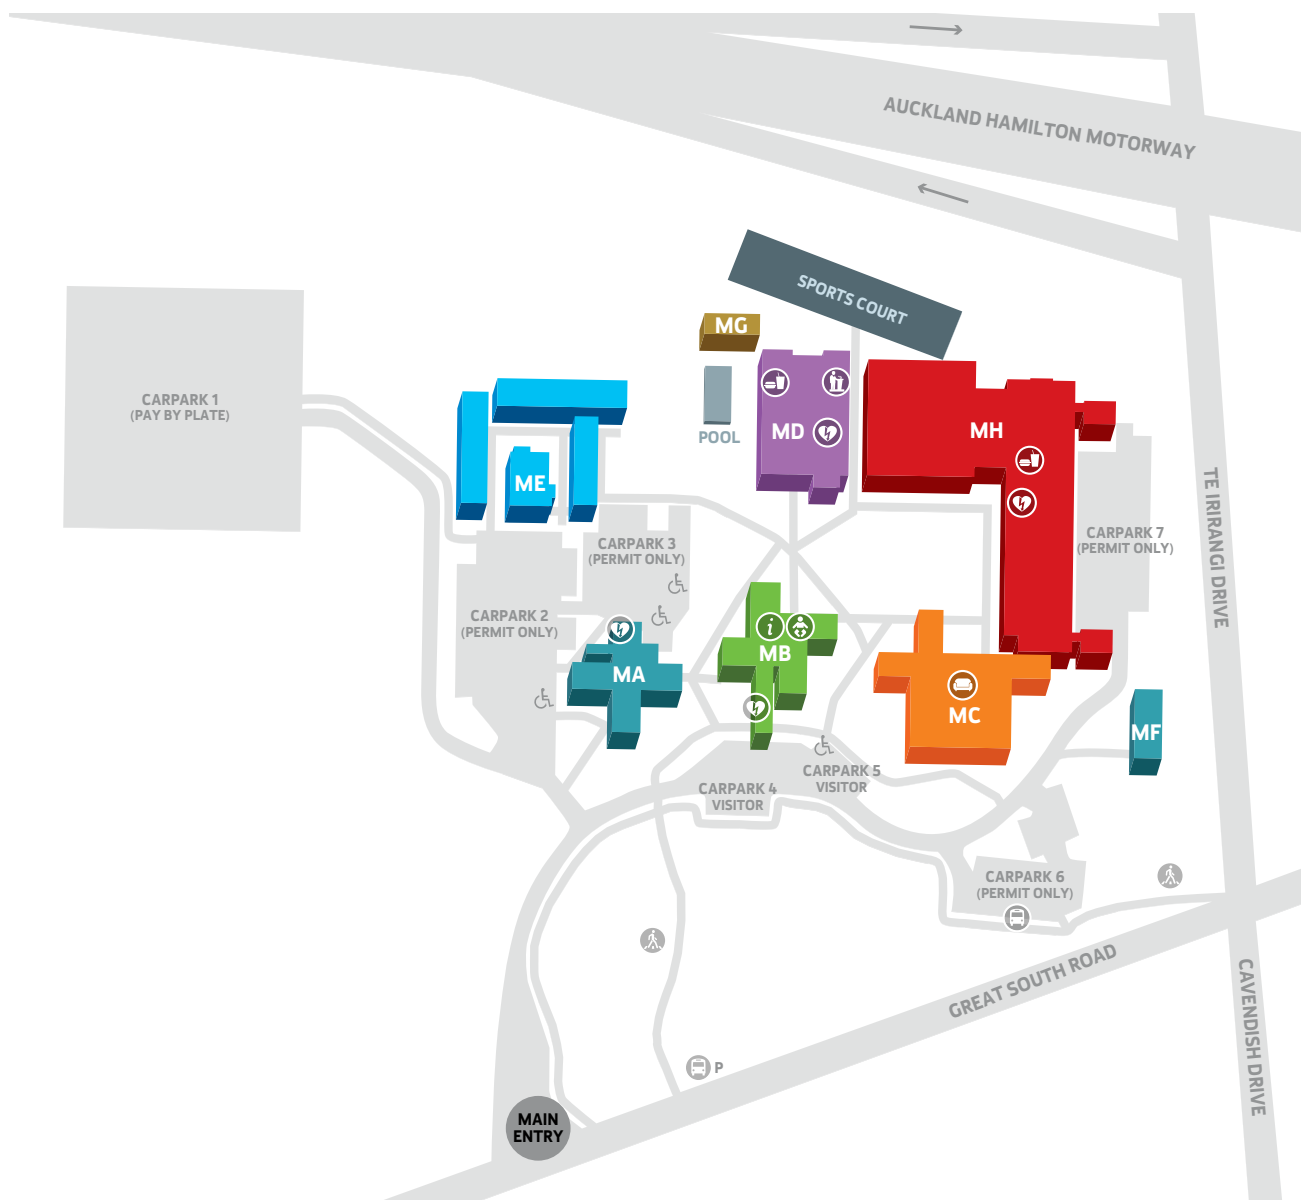 AUCKLAND HAMILTON MOTORWAY
SPORTS COURT
MG
CARPARK 1
(PAY BY PLATE)
POOL
MD
MH
ME
TE IRIRANGI DRIVE
CARPARK 3
(PERMIT ONLY)
CARPARK 7
(PERMIT ONLY)
CARPARK 2
(PERMIT ONLY)
i
MB
MA
MC
MF
CARPARK 5
VISITOR
CARPARK 4
VISITOR
CARPARK 6
(PERMIT ONLY)
GREAT SOUTH ROAD
CAVENDISH DRIVE
P
MAIN
ENTRY